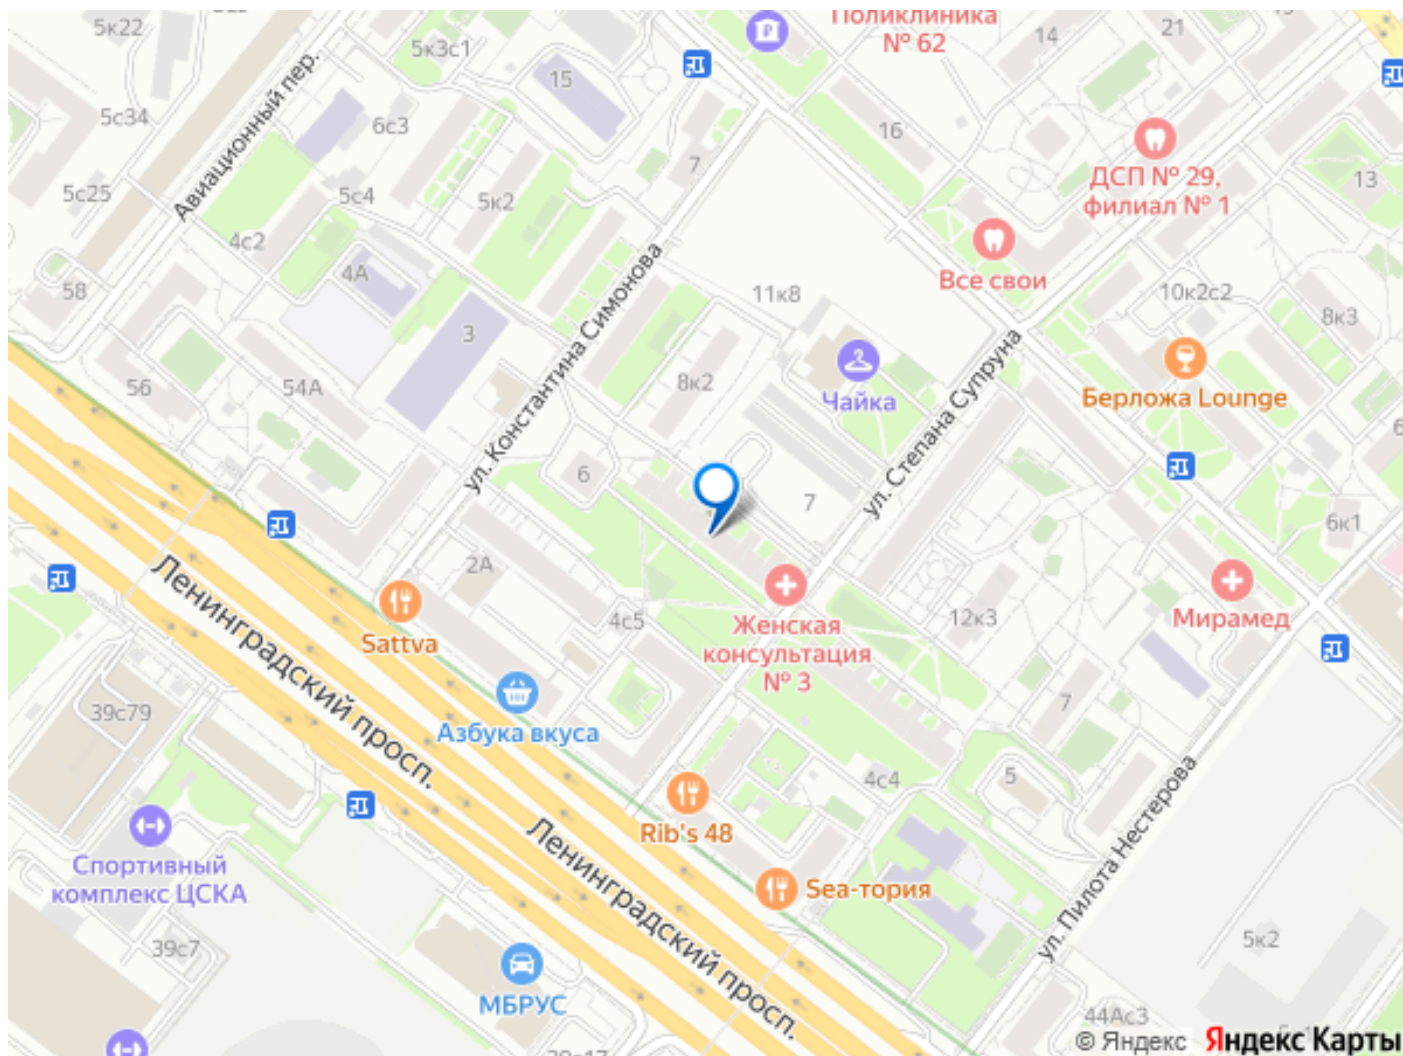 5к22
5к3с1
Поликлиника
№ 62
14
21
15
5с34
6с3
16
7
ДСП № 29,
филиал № 1
13
5с25
Авиационный пер.
5с4
5к2
4с2
4А
Все свои
58
11к8
10к2с2
8к3
3
ул. Константина Симонова
8к2
Чайка
ул. Степана Супруна
Берложа Lounge
56
54А
6
7
6к1
2А
Sattva
4с5
Женская
консультация
№ 3
12к3
Мирамед
Ленинградский просп.
39с79
Азбука вкуса
7
4с4
5
ул. Пилота Нестерова
Rib's 48
Ленинградский просп.
Sea-тория
Спортивный
комплекс ЦСКА
39с7
5к2
МБРУС
44Ас3
© Яндекс Яндекс Карты